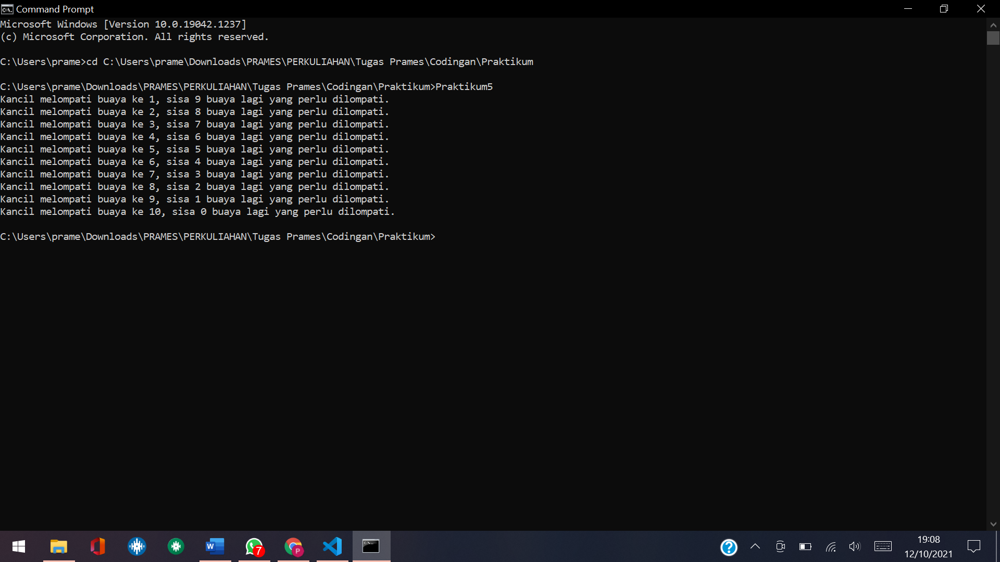 Command Prompt
Microsoft Windows [Version 10.0.19042.1237]
(c) Microsoft Corporation. All rights reserved.
C:\Users\prame>cd C:\Users\prame\Downloads\PRAMES\PERKULIAHAN\Tugas Prames\Codingan\Praktikum
C:\Users\prame\Downloads\PRAMES\PERKULIAHAN\Tugas Prames\Codingan\Praktikum>Praktikum5
Kancil melompati buaya ke 1, sisa 9 buaya lagi yang perlu dilompati.
Kancil melompati buaya ke 2, sisa 8 buaya lagi yang perlu dilompati.
Kancil melompati buaya ke 3, sisa 7 buaya lagi yang perlu dilompati.
Kancil melompati buaya ke 4, sisa 6 buaya lagi yang perlu dilompati.
Kancil melompati buaya ke 5, sisa 5 buaya lagi yang perlu dilompati.
Kancil melompati buaya ke 6, sisa 4 buaya lagi yang perlu dilompati.
Kancil melompati buaya ke 7, sisa 3 buaya lagi yang perlu dilompati.
Kancil melompati buaya ke 8, sisa 2 buaya lagi yang perlu dilompati.
Kancil melompati buaya ke 9, sisa 1 buaya lagi yang perlu dilompati.
Kancil melompati buaya ke 10, sisa 0 buaya lagi yang perlu dilompati.
C:\Users\prame\Downloads\PRAMES\PERKULIAHAN\Tugas Prames\Codingan\Praktikum>
W
7
P
?
19:08
12/10/2021